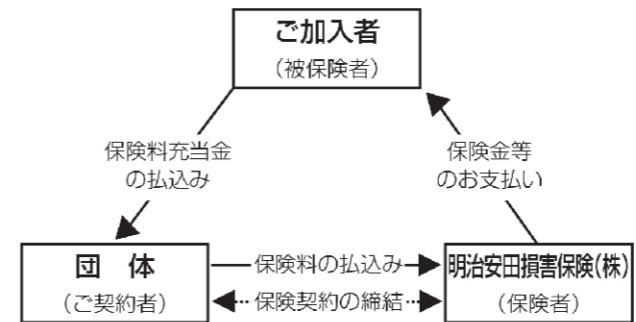 ご加入者
(被保険者)
保険料充当金
の払込み
保険金等
のお支払い
団 体
(ご契約者)
保険料の払込み
保険契約の締結
明治安田損害保険(株)
(保険者)